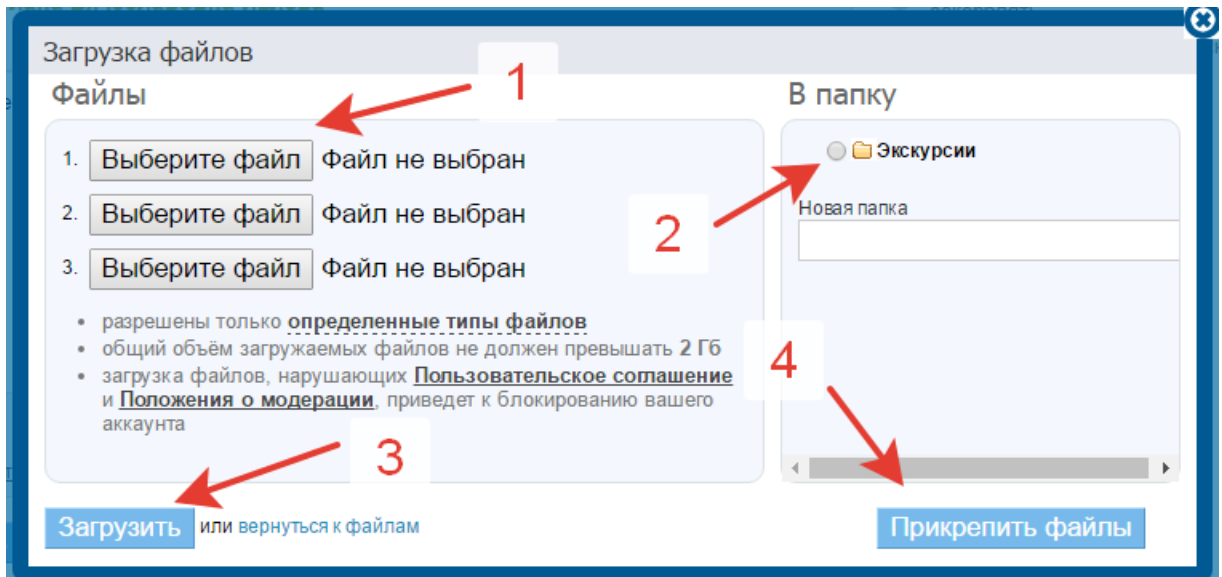 Загрузка файлов
1
Файлы
В папку
1. Выберите файл Файл не выбран
Экскурсии
2. Выберите файл Файл не выбран
2
Новая папка
3. Выберите файл Файл не выбран
• разрешены только определенные типы файлов
• общий объём загружаемых файлов не должен превышать 2 Гб
4
• загрузка файлов, нарушающих Пользовательское соглашение
и Положения о модерации, приведет к блокированию вашего
аккаунта
3
Загрузить или вернуться к файлам
Прикрепить файлы